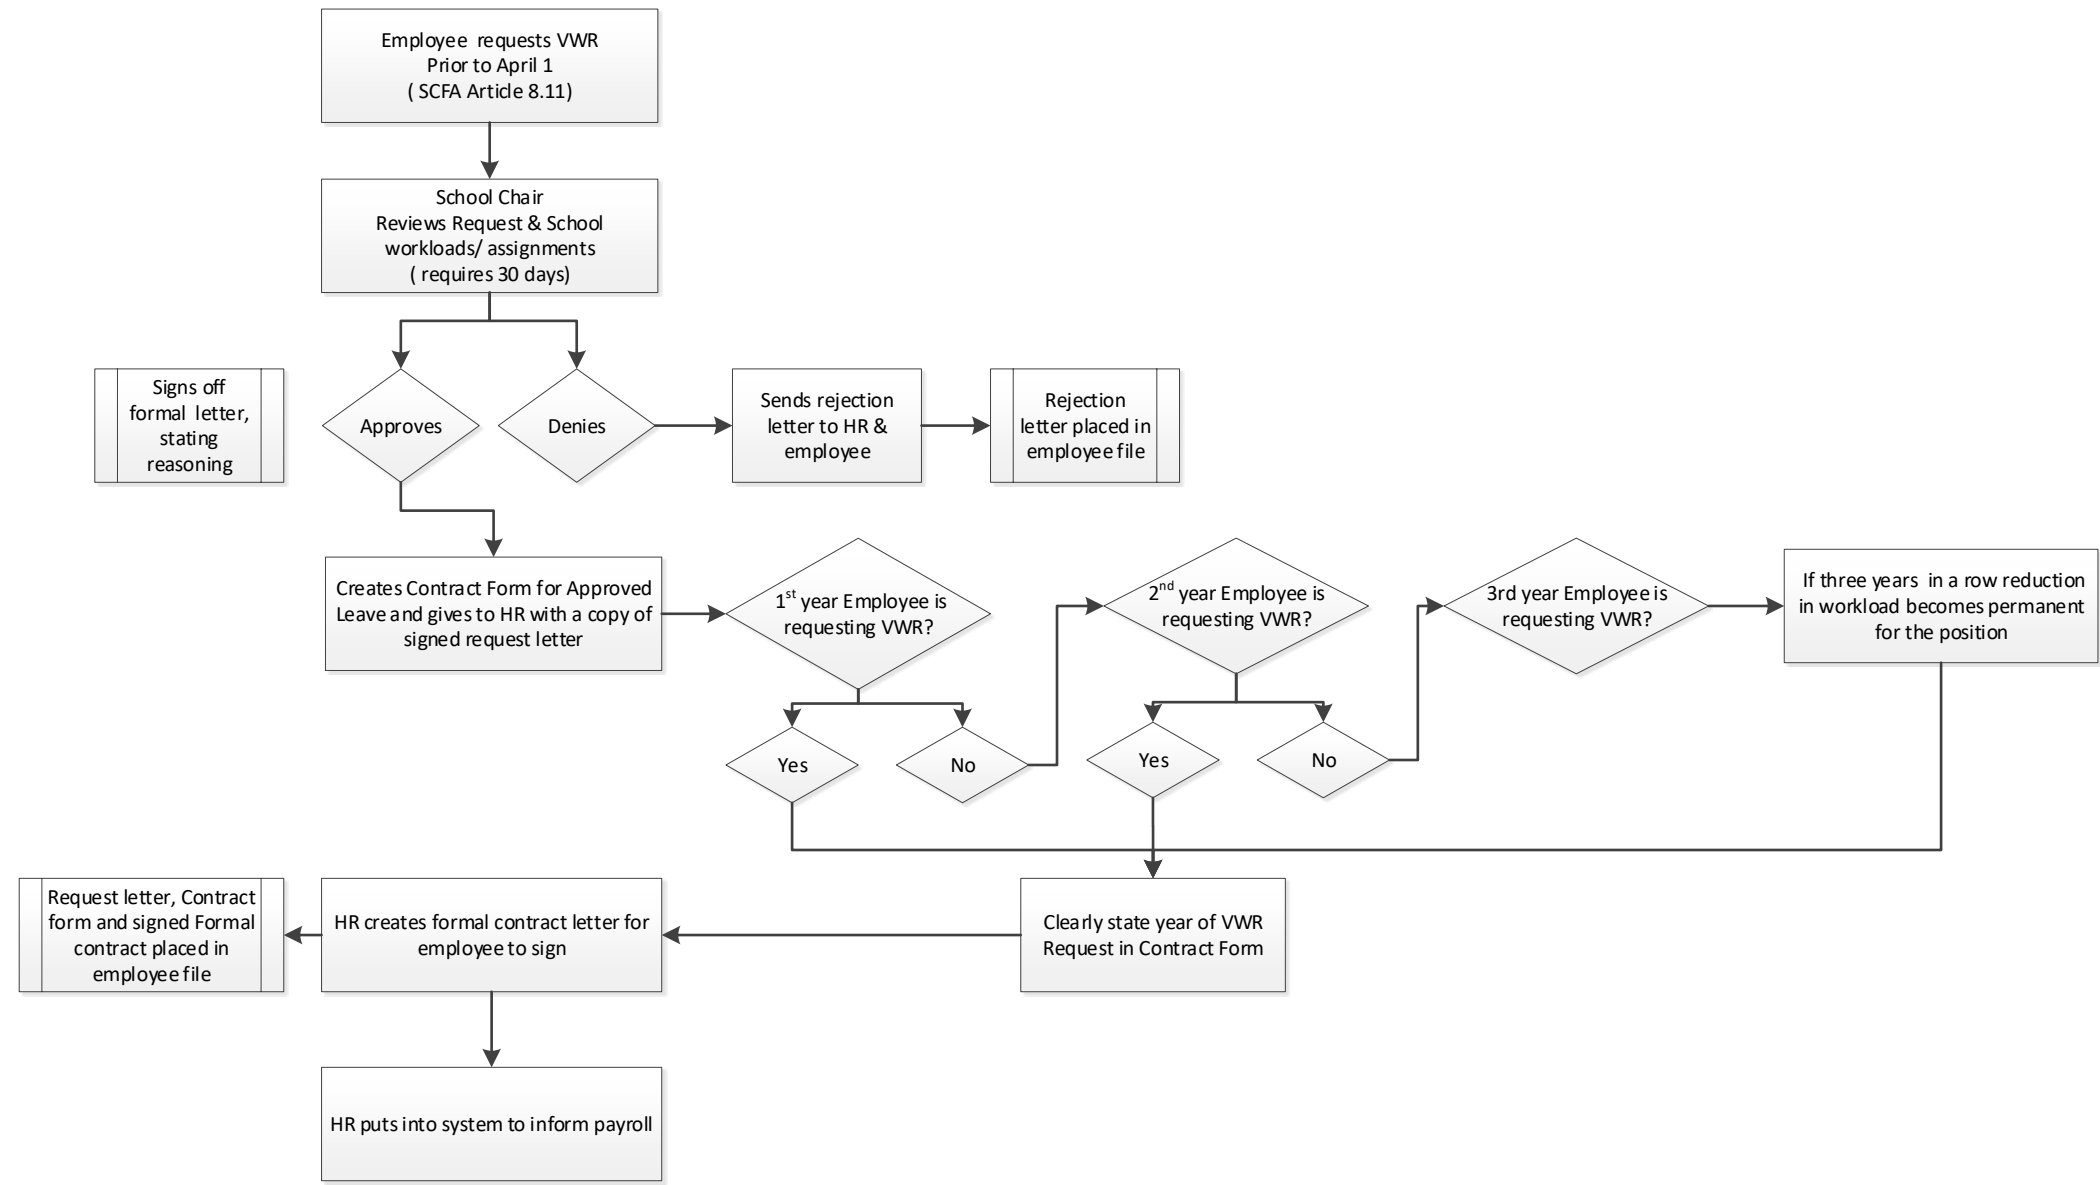 Employee requests VWR
Prior to April 1
( SCFA Article 8.11)
School Chair
Reviews Request & School
workloads/ assignments
( requires 30 days)
Signs off
formal letter,
stating
reasoning
Approves
Denies
Sends rejection
letter to HR &
employee
Rejection
letter placed in
employee file
Creates Contract Form for Approved
Leave and gives to HR with a copy of
signed request letter
1st year Employee is
requesting VWR?
2nd year Employee is
requesting VWR?
3rd year Employee is
requesting VWR?
If three years in a row reduction
in workload becomes permanent
for the position
Yes
No
Yes
No
Request letter, Contract
form and signed Formal
contract placed in
employee file
HR creates formal contract letter for
employee to sign
Clearly state year of VWR
Request in Contract Form
HR puts into system to inform payroll